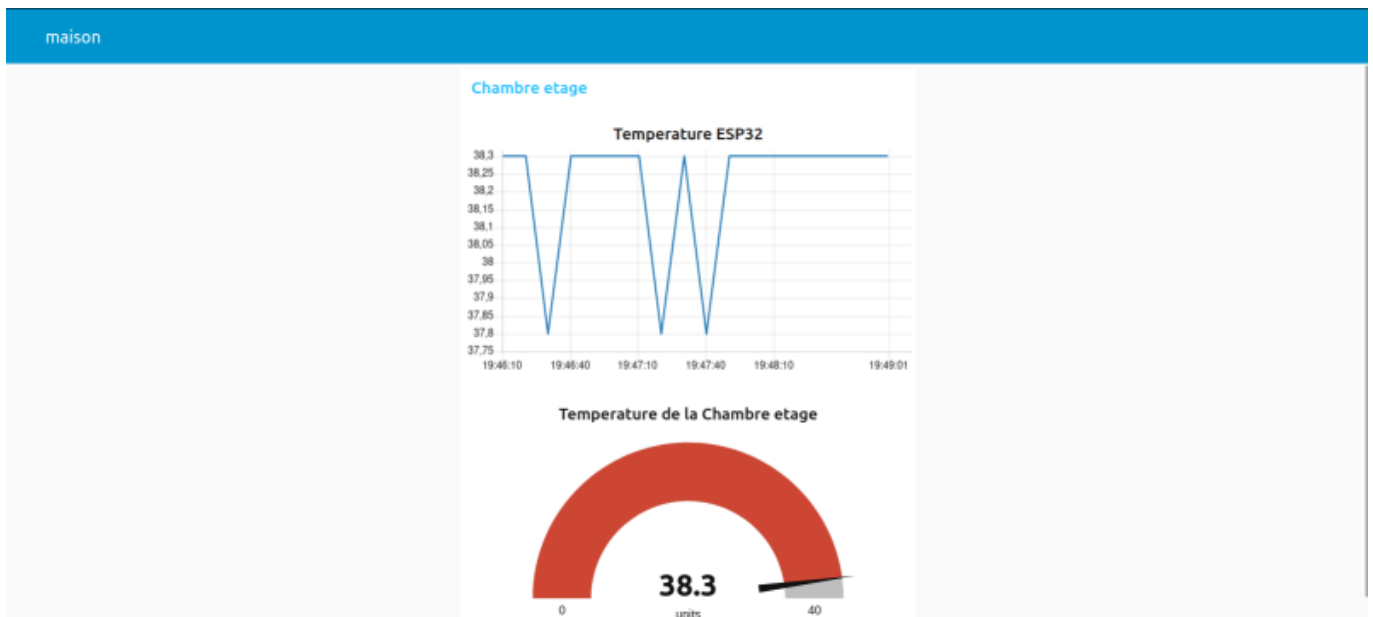 maison
Chambre etage
Temperature ESP32
38,3
38,25
38,2
38,15
38,1
38,05
38
37,95
37,9
37,85
37,8
37,75
19:46:10 19:46:40 19:47:10 19:47:40 19:48:10 19:49:01
Temperature de la Chambre etage
38.3
units
0 40